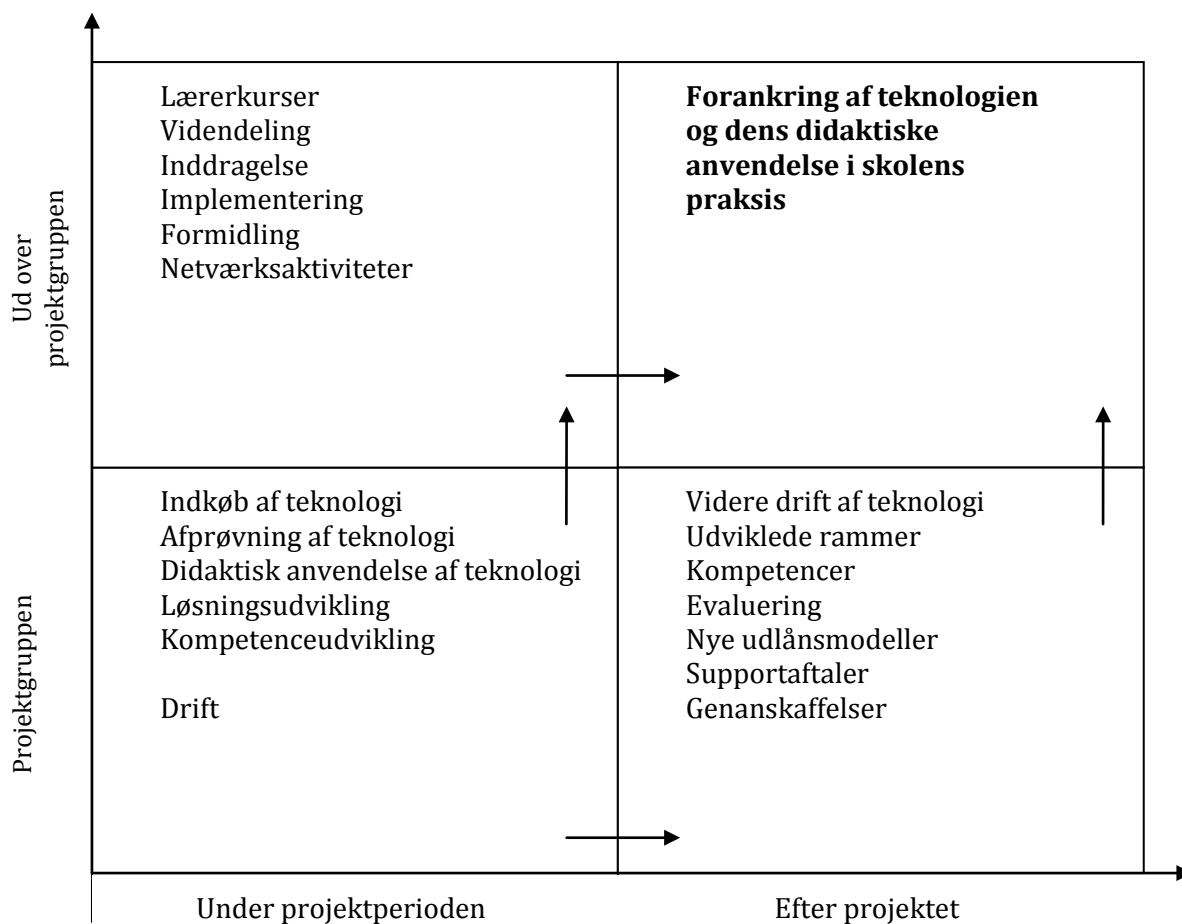 Ud over
projektgruppen
Lærerkurser
Videndeling
Inddragelse
Implementering
Formidling
Netværksaktiviteter
Forankring af teknologien
og dens didaktiske
anvendelse i skolens
praksis
Projektgruppen
Indkøb af teknologi
Afprøvning af teknologi
Didaktisk anvendelse af teknologi
Løsningsudvikling
Kompetenceudvikling
Drift
Videre drift af teknologi
Udviklede rammer
Kompetencer
Evaluering
Nye udlånsmodeller
Supportaftaler
Genanskaffelser
Under projektperioden
Efter projektet